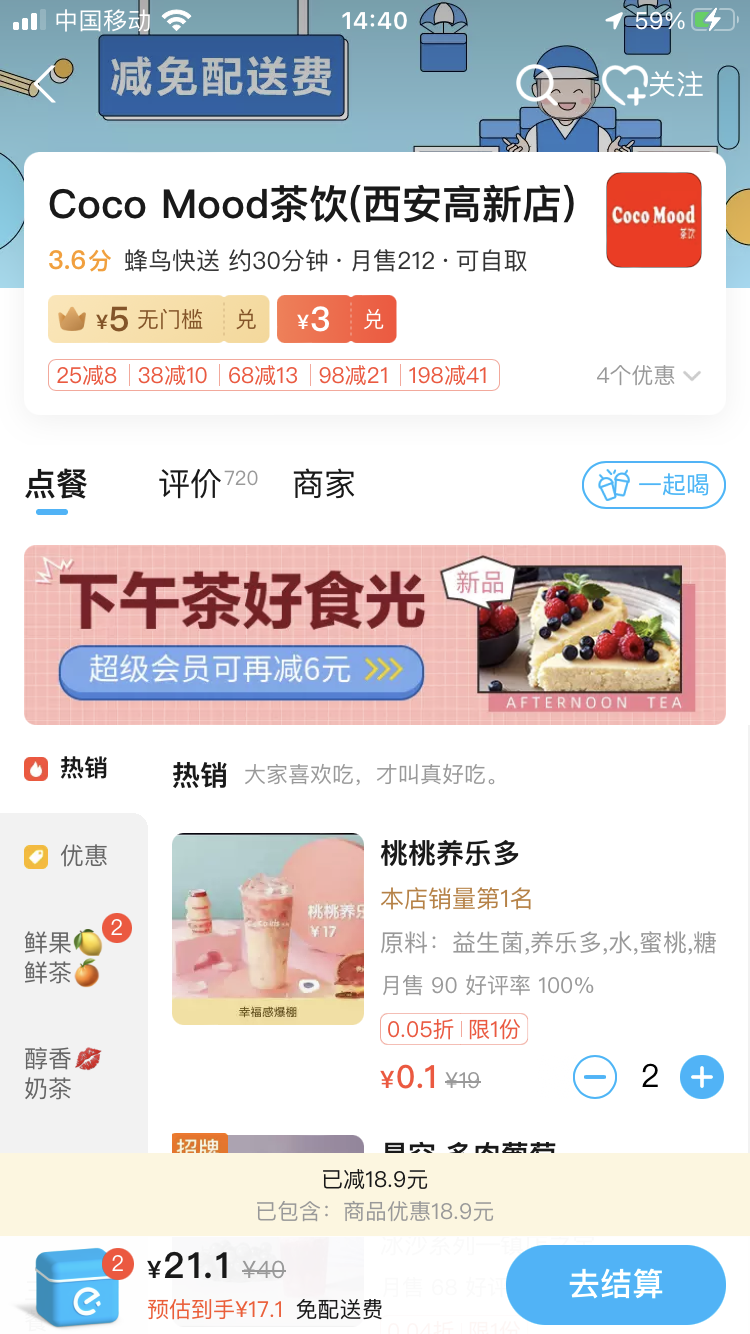 中国移动
14:40
59%
减免配送费
关注
Coco Mood茶饮(西安高新店)
Coco Mood
茶饮
3.6分 蜂鸟快送 约30分钟 · 月售212 · 可自取
¥5 无门槛 兑 ¥3 兑
25减8 38减10 68减13 98减21 198减41
4个优惠
点餐 评价720 商家
一起喝
下午茶好食光
新品
超级会员可再减6元 >>>
AFTERNOON TEA
热销
热销 大家喜欢吃，才叫真好吃。
优惠
鲜果
鲜茶
2
醇香
奶茶
桃桃养乐
¥17
幸福感爆棚
桃桃养乐多
本店销量第1名
原料：益生菌,养乐多,水,蜜桃,糖
月售 90 好评率 100%
0.05折 限1份
¥0.1 ¥19
2
招牌
已减18.9元
已包含：商品优惠18.9元
2
¥21.1 ¥40
预估到手¥17.1 免配送费
去结算